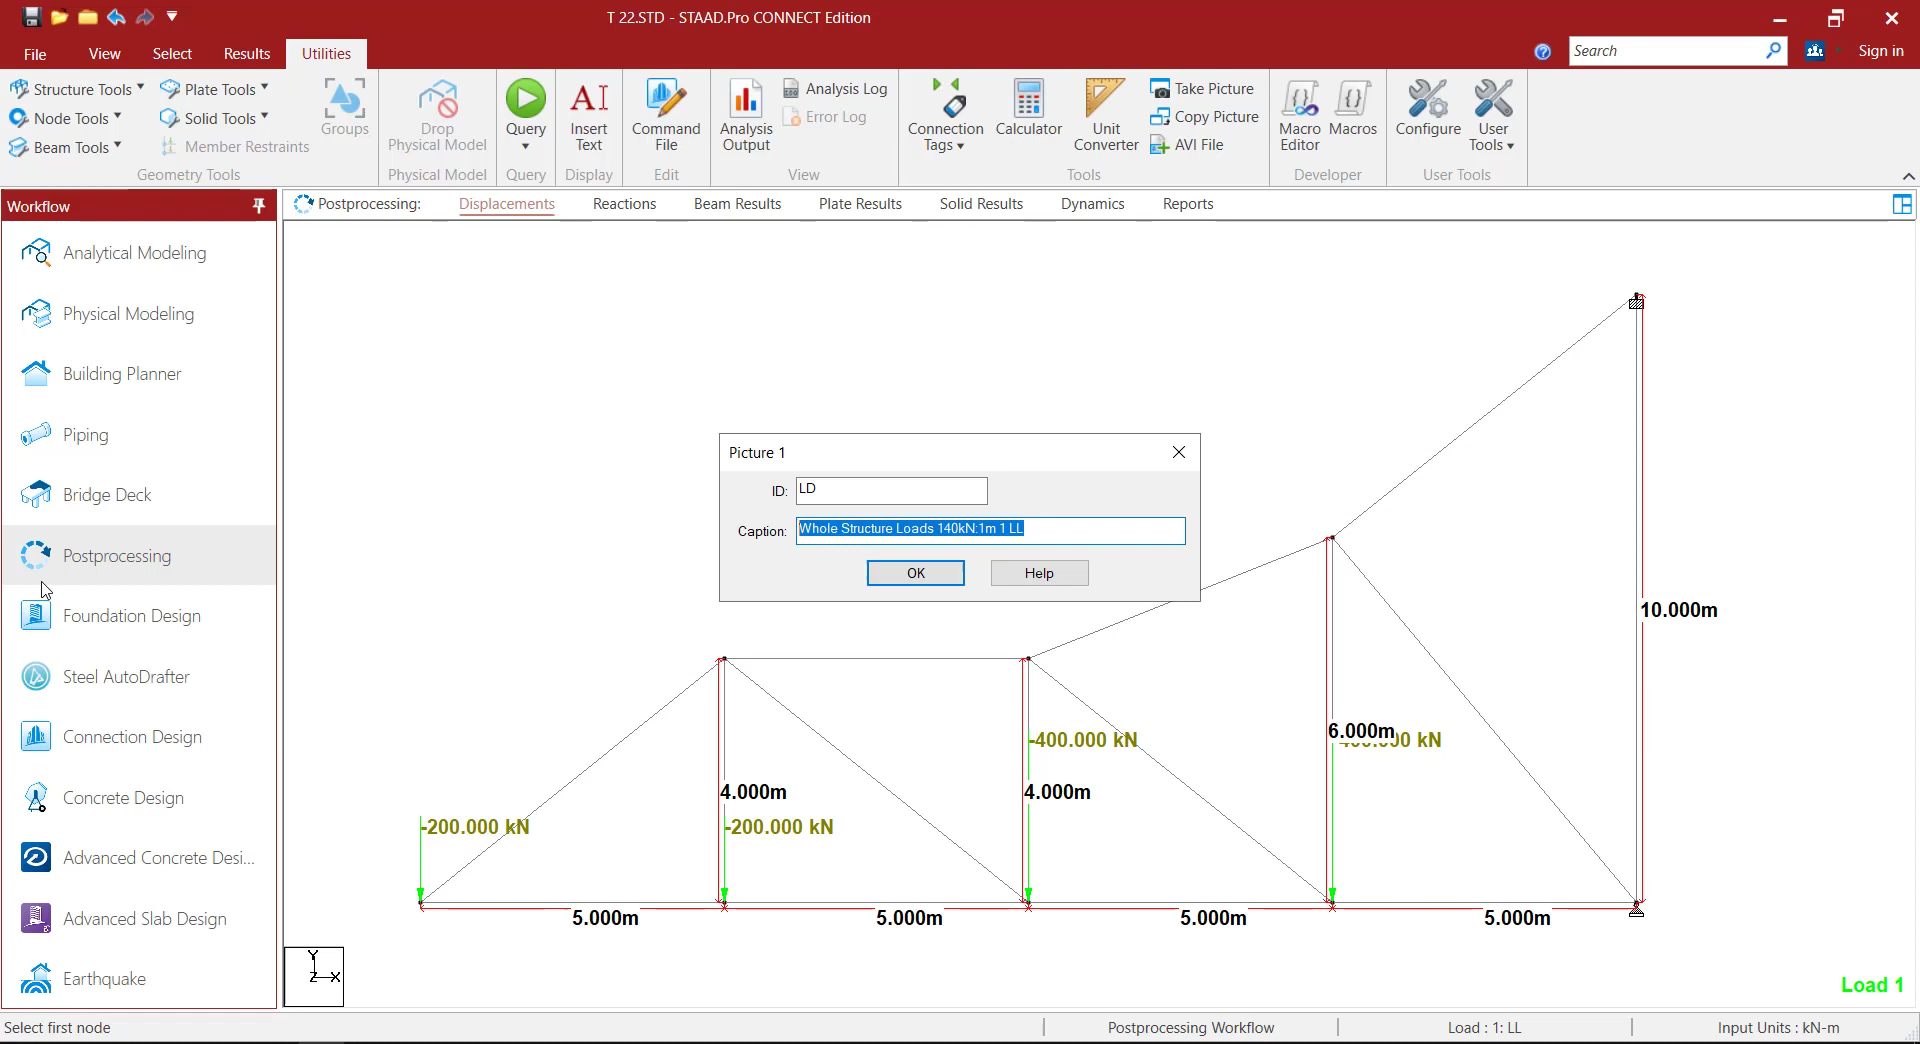 T 22.STD - STAAD.Pro CONNECT Edition
File View Select Results Utilities
Search Sign in
Structure Tools Plate Tools
Node Tools Solid Tools
Beam Tools Member Restraints
Geometry Tools
Groups
Drop
Physical Model
Physical Model
Query
Query
Insert
Text
Display
Command
File
Edit
Analysis
Output
Analysis Log
Error Log
View
Connection
Tags
Calculator
Unit
Converter
Take Picture
Copy Picture
AVI File
Tools
Macro
Editor
Macros
Developer
Configure
User
Tools
User Tools
Workflow
Postprocessing: Displacements Reactions Beam Results Plate Results Solid Results Dynamics Reports
Analytical Modeling
Physical Modeling
Building Planner
Piping
Bridge Deck
Postprocessing
Foundation Design
Steel AutoDrafter
Connection Design
Concrete Design
Advanced Concrete Desi...
Advanced Slab Design
Earthquake
Picture 1
ID: LD
Caption: Whole Structure Loads 140kN:1m 1 LL
OK Help
10.000m
6.000m
-400.000 kN
4.000m
4.000m
-200.000 kN
-200.000 kN
5.000m 5.000m 5.000m 5.000m
Y
Z X
Load 1
Select first node
Postprocessing Workflow
Load : 1: LL
Input Units : kN-m